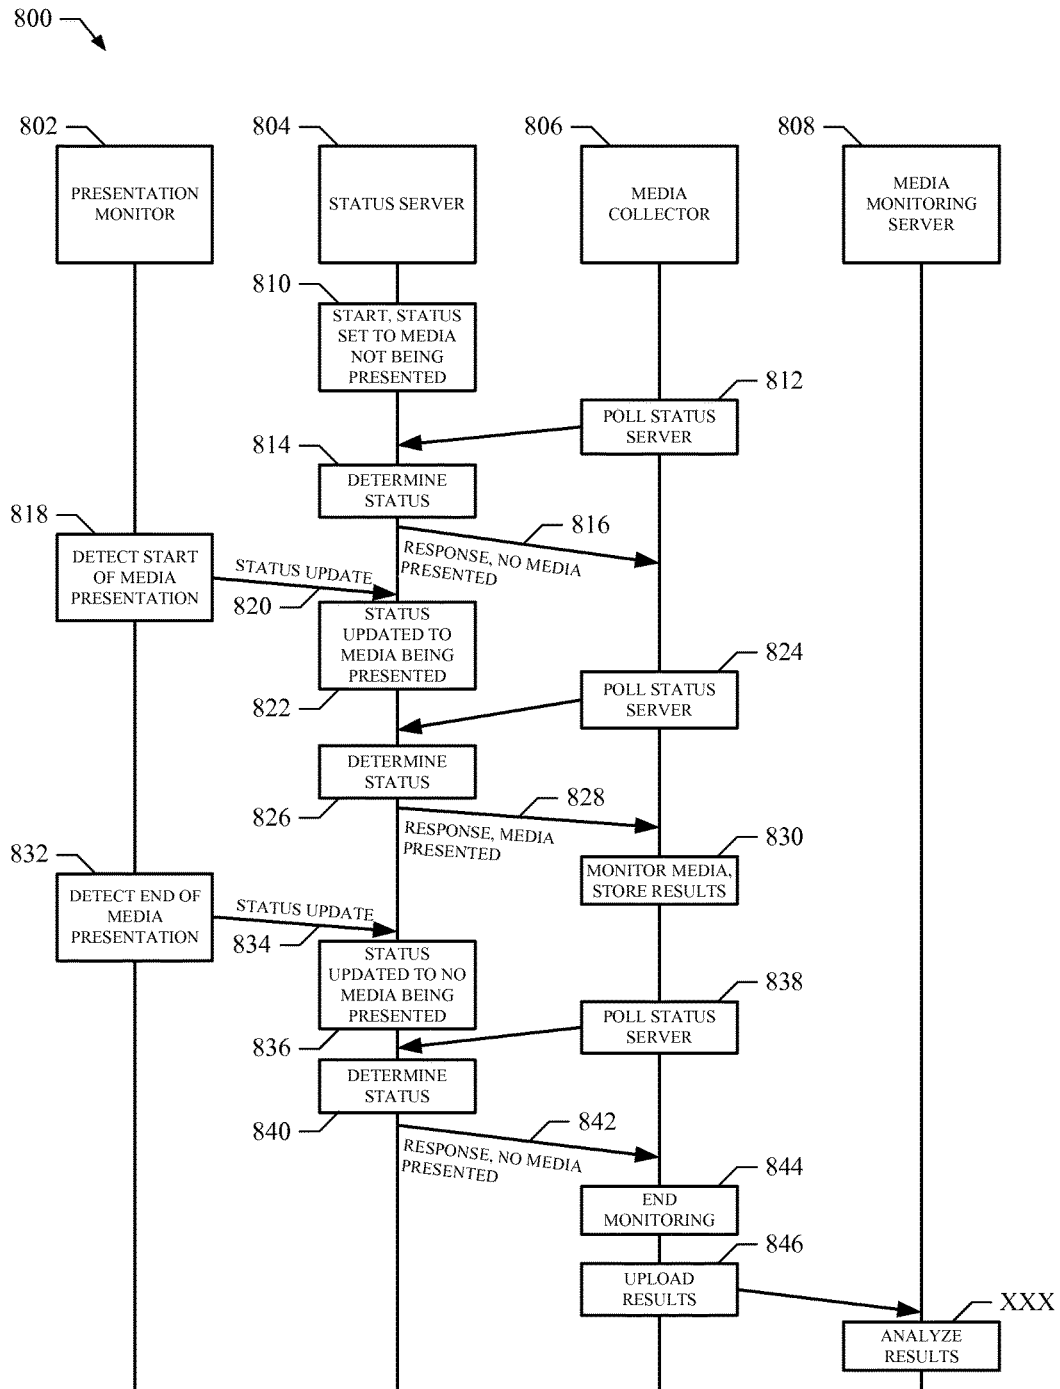 800
802
804
806
808
PRESENTATION
MONITOR
STATUS SERVER
MEDIA
COLLECTOR
MEDIA
MONITORING
SERVER
810
START, STATUS
SET TO MEDIA
NOT BEING
PRESENTED
812
POLL STATUS
SERVER
814
DETERMINE
STATUS
816
RESPONSE, NO MEDIA
PRESENTED
818
DETECT START
OF MEDIA
PRESENTATION
STATUS UPDATE
820
STATUS
UPDATED TO
MEDIA BEING
PRESENTED
822
824
POLL STATUS
SERVER
DETERMINE
STATUS
826
828
RESPONSE, MEDIA
PRESENTED
830
MONITOR MEDIA,
STORE RESULTS
832
DETECT END OF
MEDIA
PRESENTATION
STATUS UPDATE
834
STATUS
UPDATED TO NO
MEDIA BEING
PRESENTED
836
838
POLL STATUS
SERVER
DETERMINE
STATUS
840
842
RESPONSE, NO MEDIA
PRESENTED
844
END
MONITORING
846
UPLOAD
RESULTS
XXX
ANALYZE
RESULTS